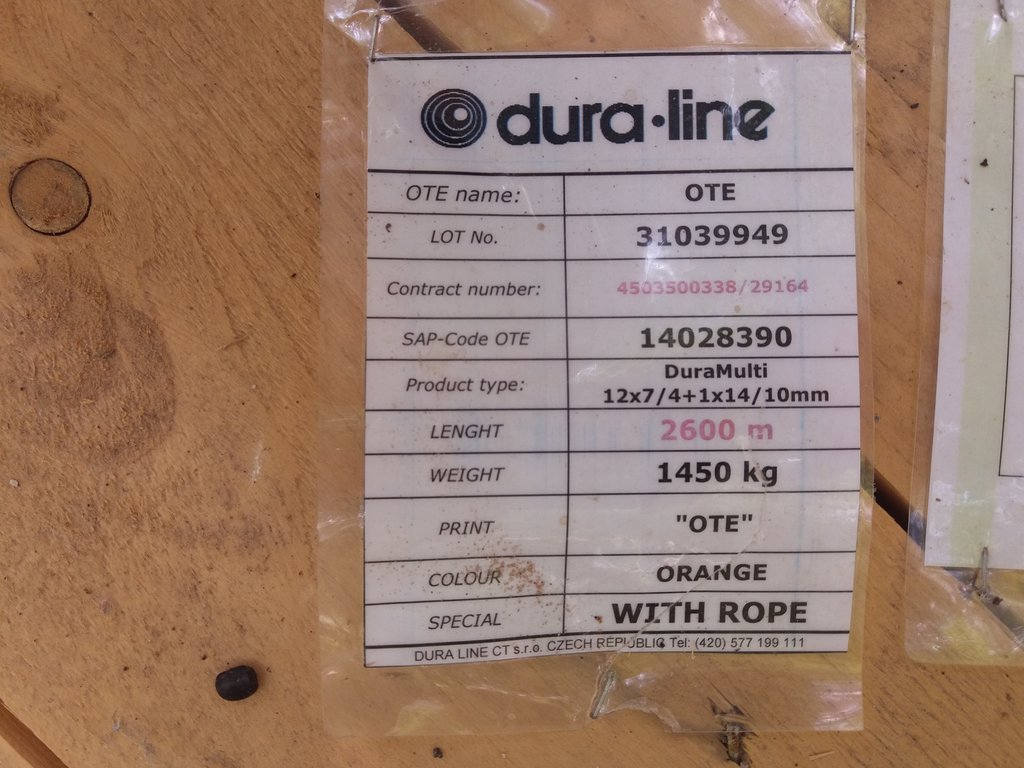 dura·line
OTE name: OTE
LOT No. 31039949
Contract number: 4503500338/29164
SAP-Code OTE 14028390
Product type: DuraMulti
12x7/4+1x14/10mm
LENGHT 2600 m
WEIGHT 1450 kg
PRINT "OTE"
COLOUR ORANGE
SPECIAL WITH ROPE
DURA LINE CT s.r.o. CZECH REPUBLIC Tel: (420) 577 199 111